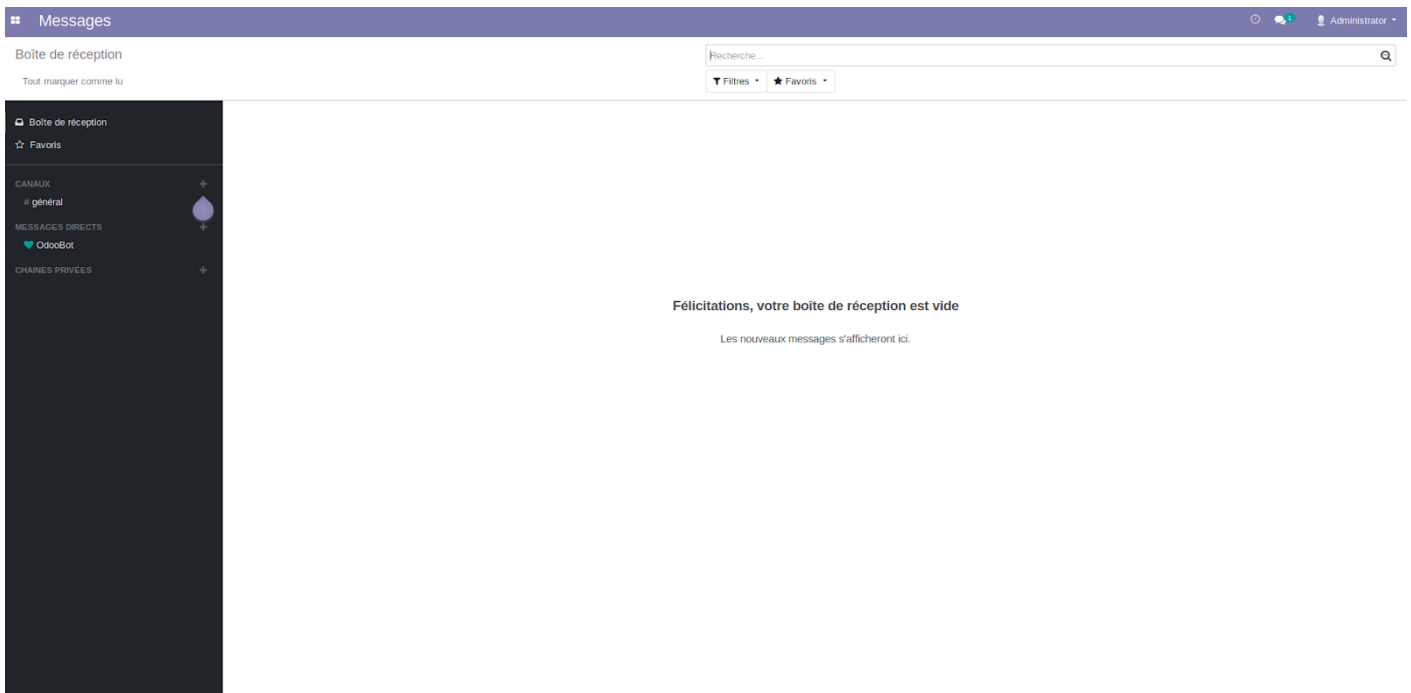 Messages
1
Administrator
Boîte de réception
Recherche...
Tout marquer comme lu
Filtres
Favoris
Boîte de réception
Favoris
CANAUX
# général
MESSAGES DIRECTS
OdooBot
CHAINES PRIVÉES
Félicitations, votre boîte de réception est vide
Les nouveaux messages s'afficheront ici.